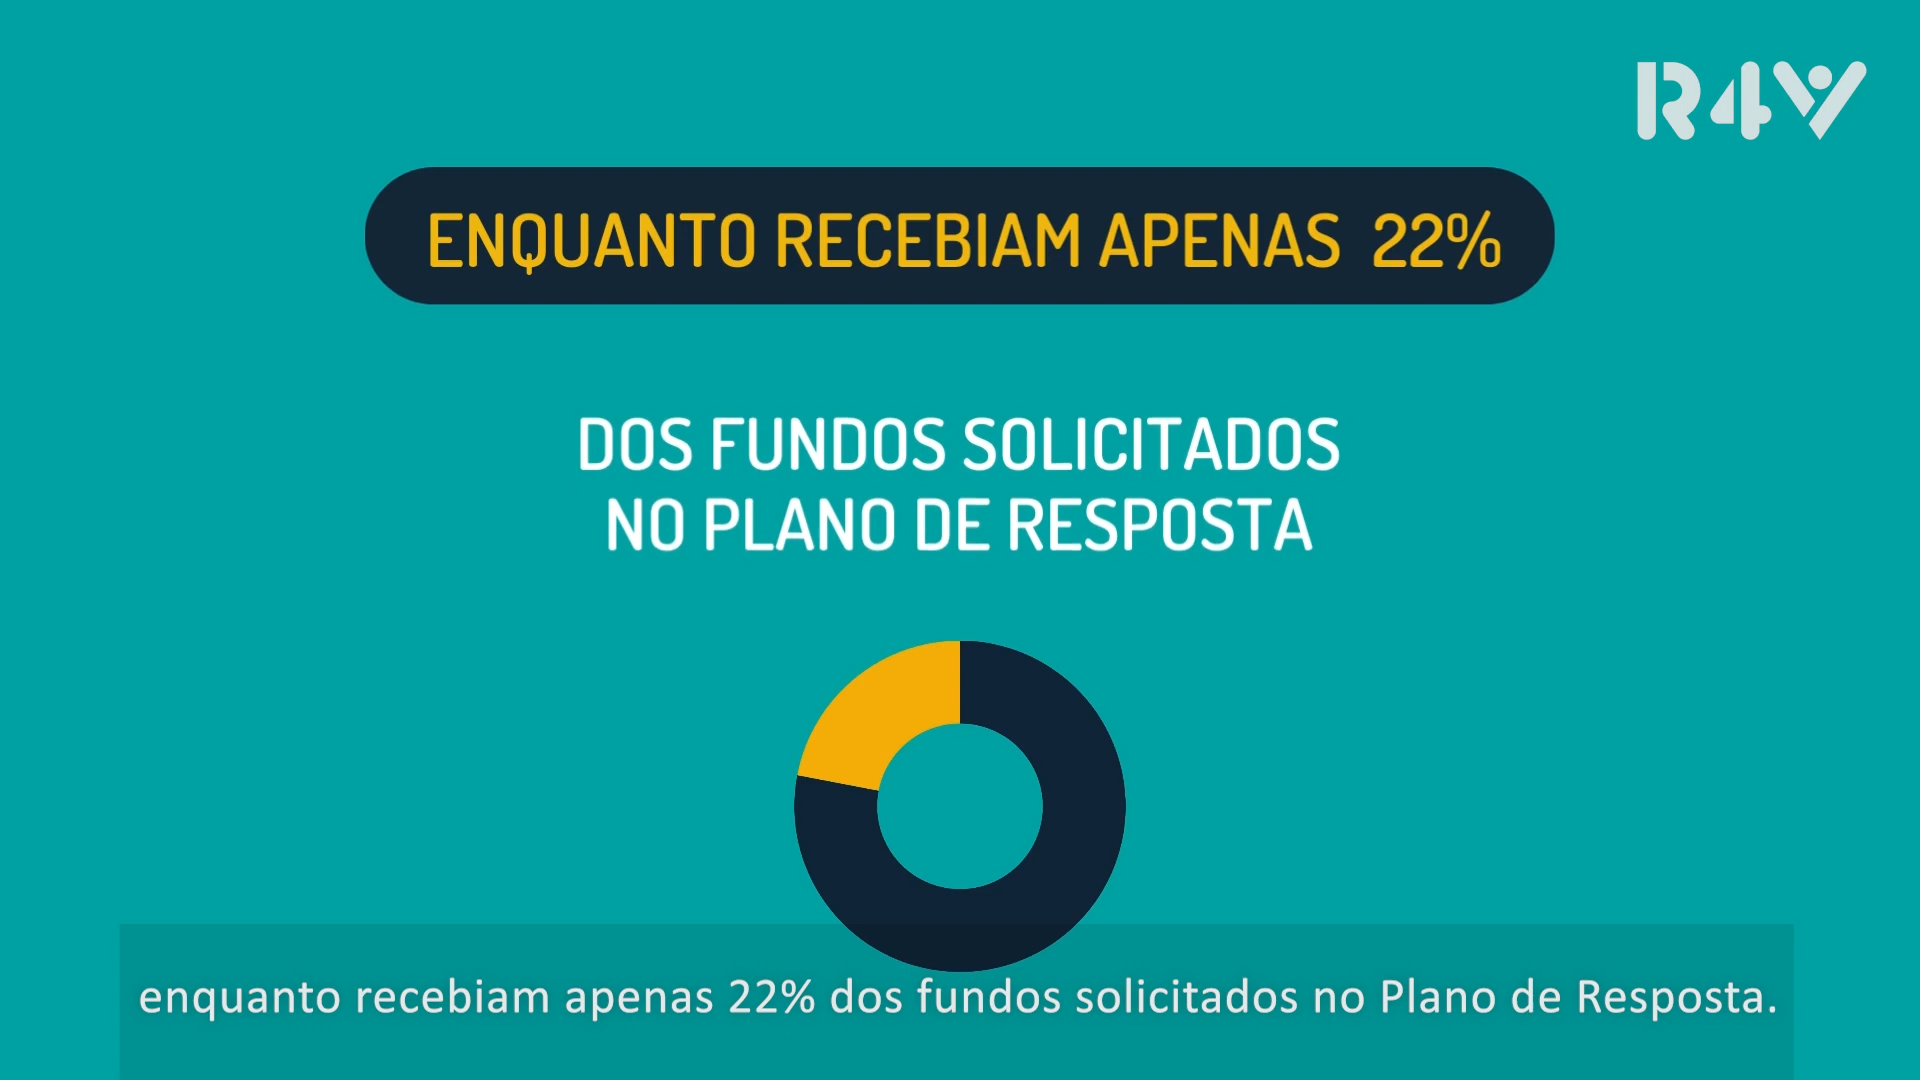 R4V
ENQUANTO RECEBIAM APENAS 22%
DOS FUNDOS SOLICITADOS
NO PLANO DE RESPOSTA
enquanto recebiam apenas 22% dos fundos solicitados no Plano de Resposta.